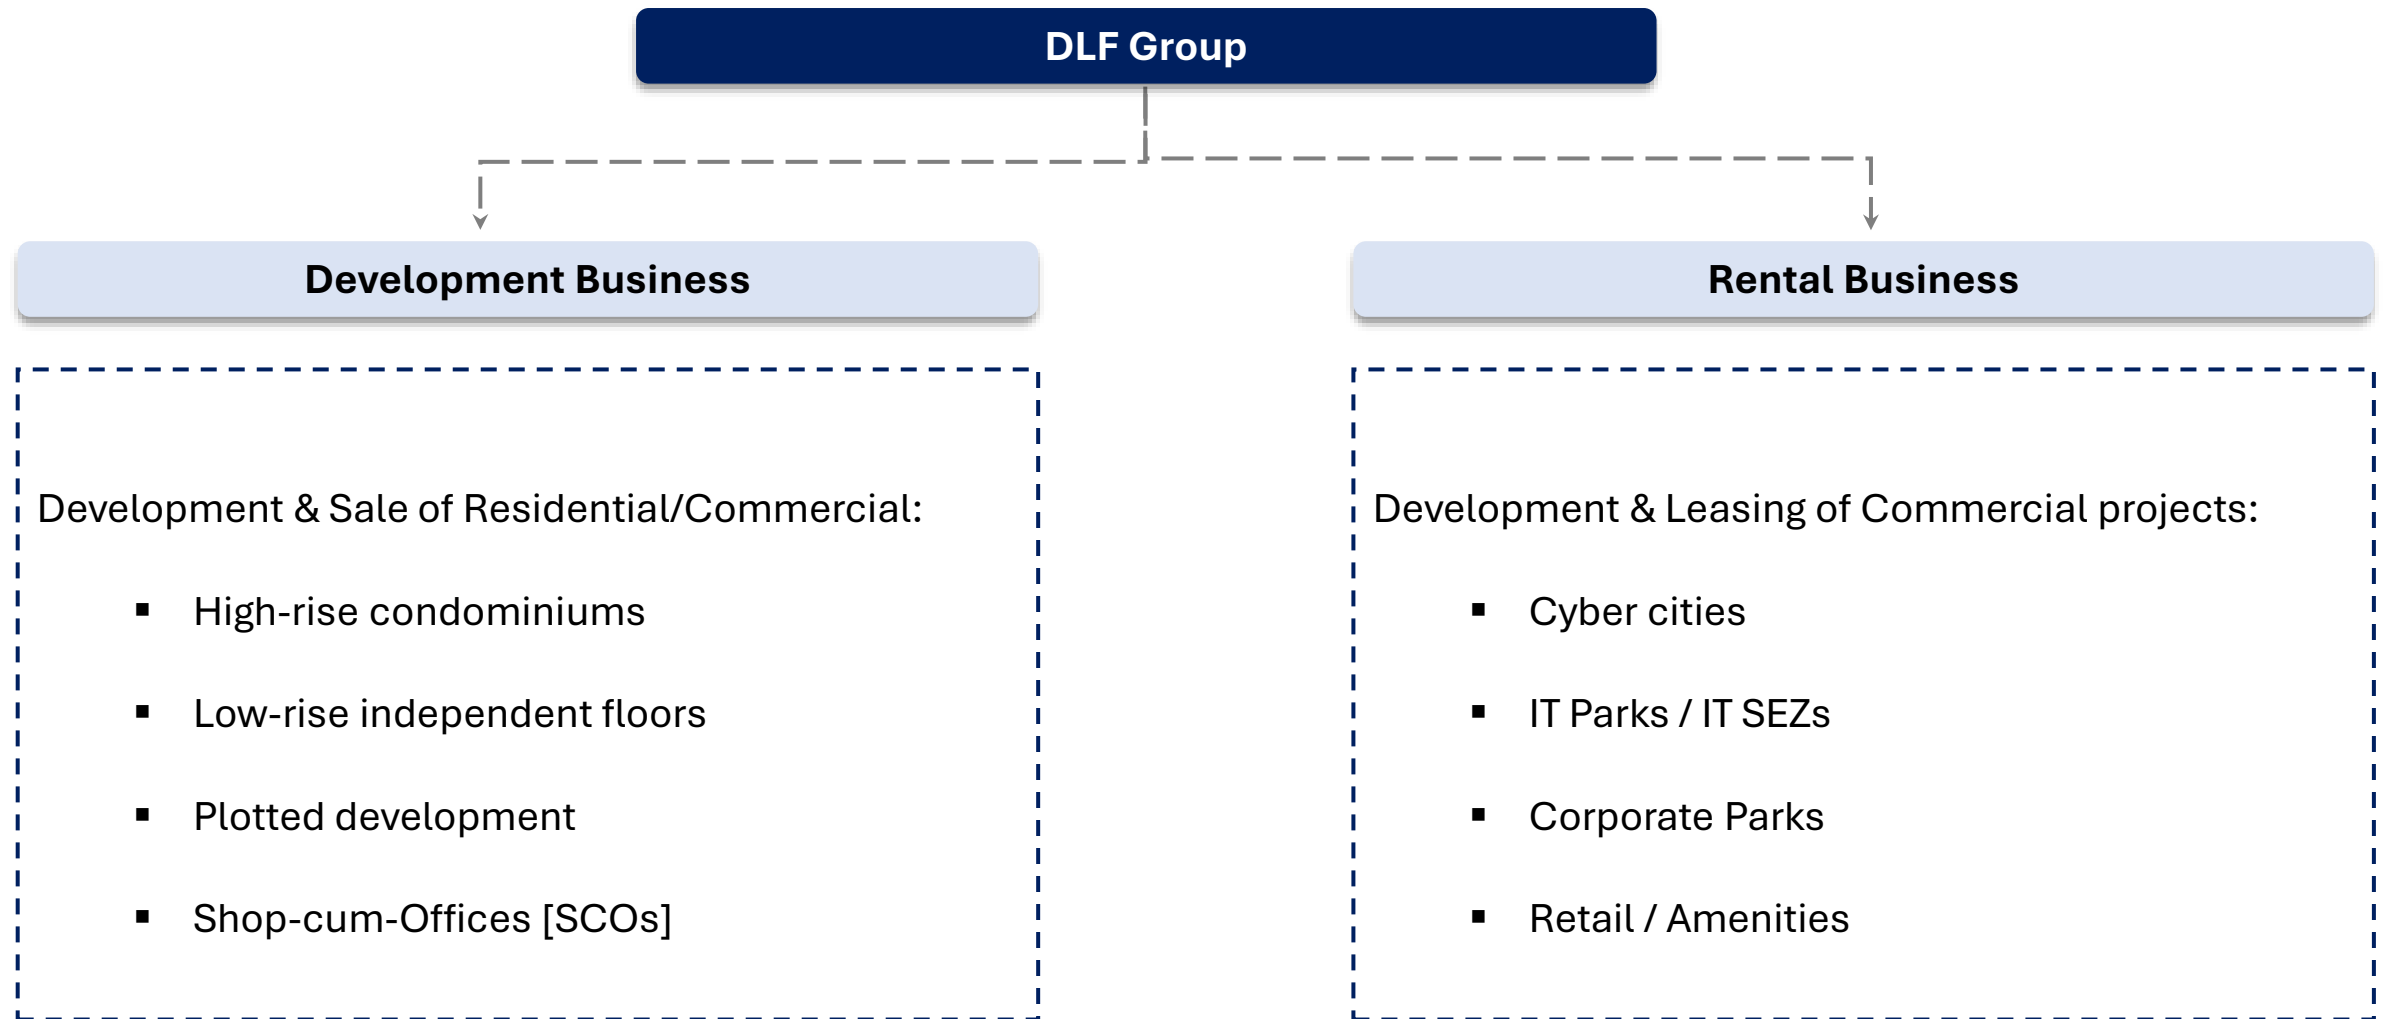 DLF Group
Development Business
Development & Sale of Residential/Commercial:
▪ High-rise condominiums
▪ Low-rise independent floors
▪ Plotted development
▪ Shop-cum-Offices [SCOs]
Rental Business
Development & Leasing of Commercial projects:
▪ Cyber cities
▪ IT Parks / IT SEZs
▪ Corporate Parks
▪ Retail / Amenities